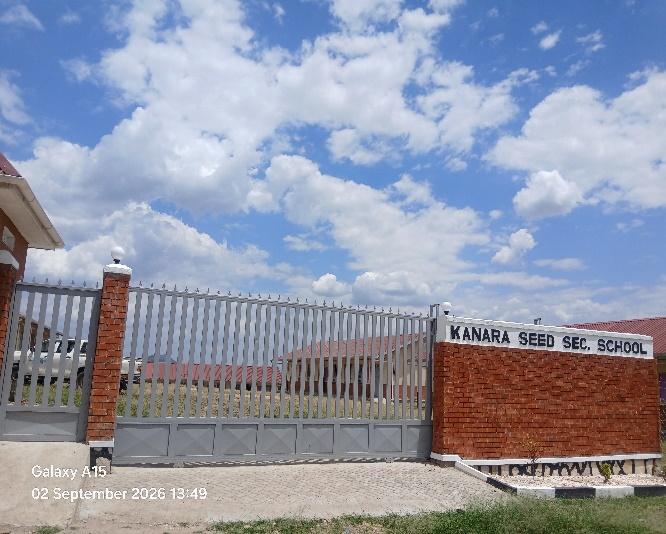 KANARA SEED SEC. SCHOOL
Galaxy A15
02 September 2026 13:49